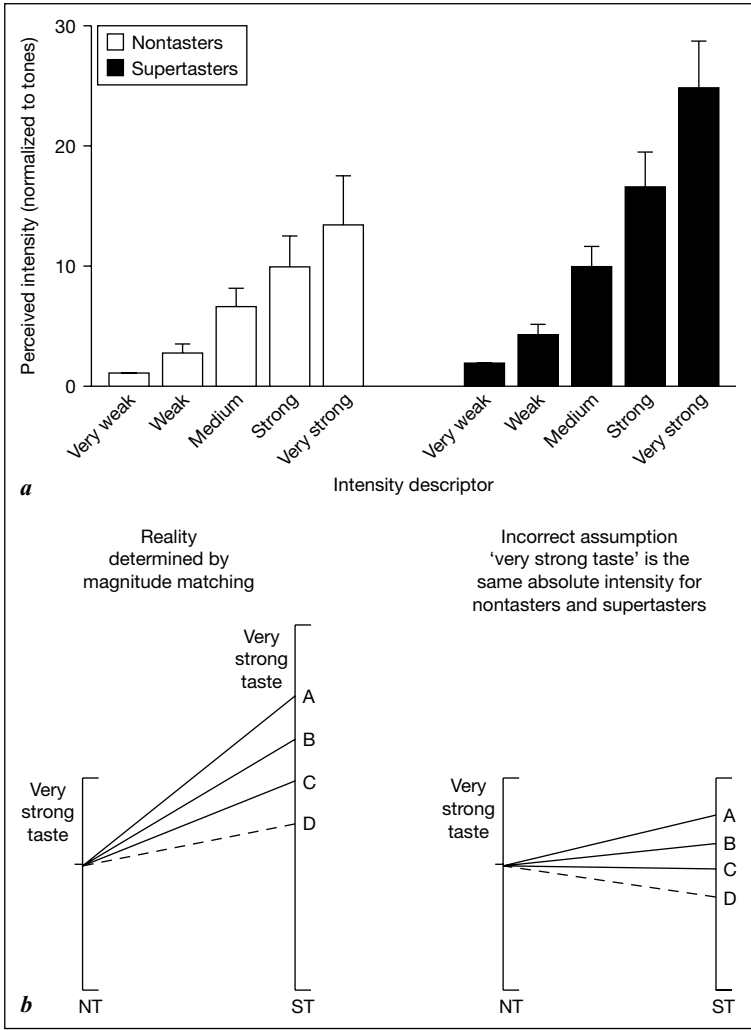 30
20
10
0
Perceived intensity (normalized to tones)
Nontasters
Supertasters
Very weak
Weak
Medium
Strong
Very strong
Very weak
Weak
Medium
Strong
Very strong
a
Intensity descriptor
Reality
determined by
magnitude matching
Very
strong
taste
Very
strong
taste
A
B
C
D
NT
ST
Incorrect assumption
‘very strong taste’ is the
same absolute intensity for
nontasters and supertasters
Very
strong
taste
A
B
C
D
NT
ST
b